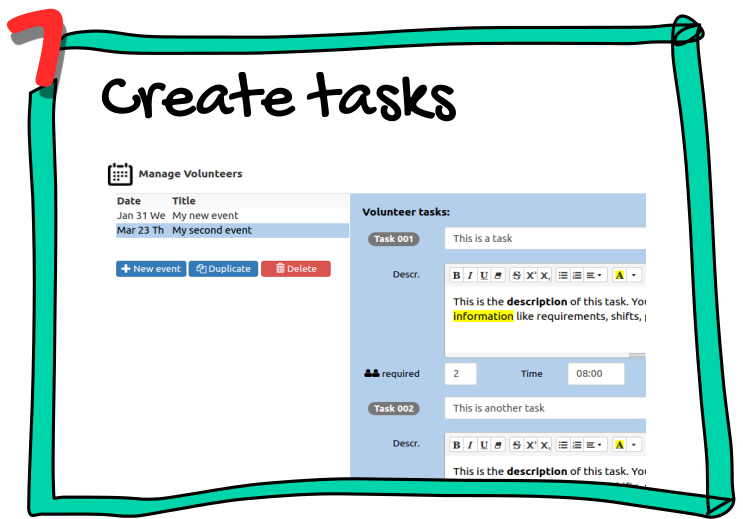 7
Create tasks
Manage Volunteers
Date Title
Jan 31 We My new event
Mar 23 Th My second event
New event Duplicate Delete
Volunteer tasks:
Task 001 This is a task
Descr.
B I U S X² X₂ A
This is the description of this task. You
information like requirements, shifts,
required 2 Time 08:00
Task 002 This is another task
Descr.
B I U S X² X₂ A
This is the description of this task. You